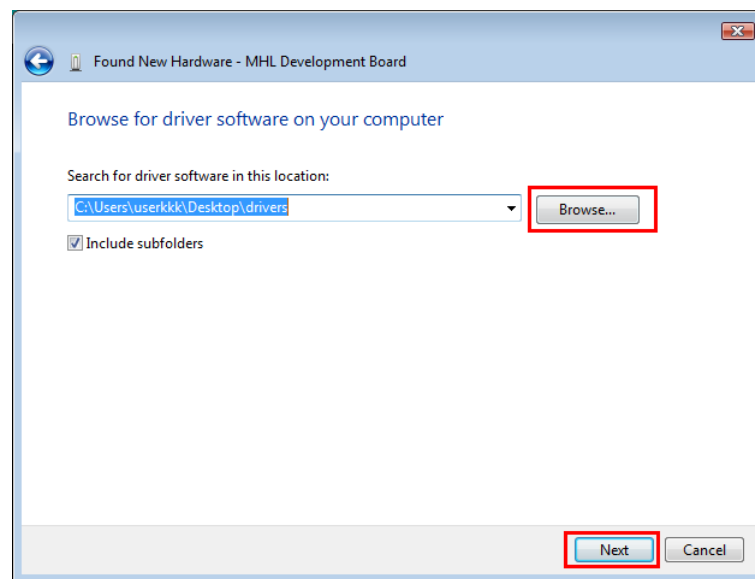 Found New Hardware - MHL Development Board
Browse for driver software on your computer
Search for driver software in this location:
C:\Users\userkkk\Desktop\drivers
Browse...
Include subfolders
Next
Cancel